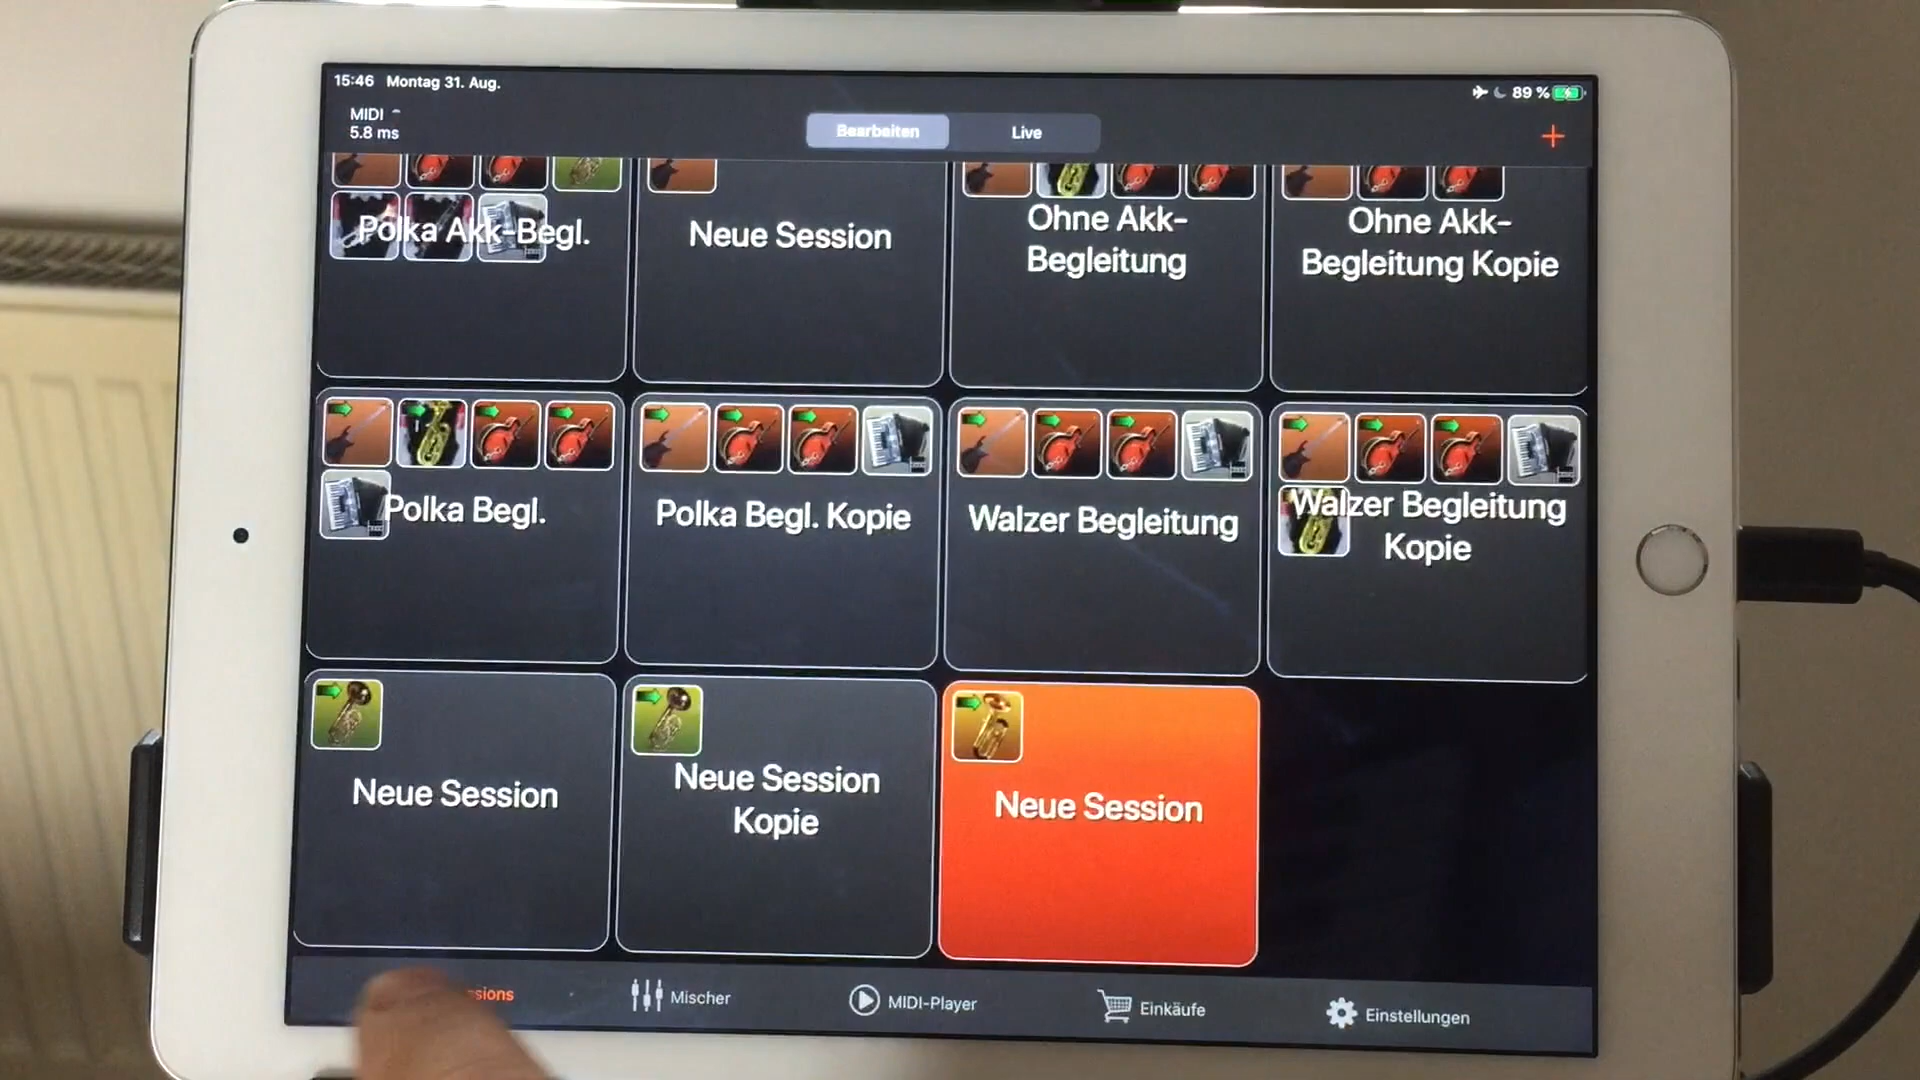 15:46 Montag 31. Aug.
89 %
MIDI
5.8 ms
Bearbeiten
Live
Polka Akk-Begl.
Neue Session
Ohne Akk-
Begleitung
Ohne Akk-
Begleitung Kopie
Polka Begl.
Polka Begl. Kopie
Walzer Begleitung
Walzer Begleitung
Kopie
Neue Session
Neue Session
Kopie
Neue Session
Mischer
MIDI-Player
Einkäufe
Einstellungen